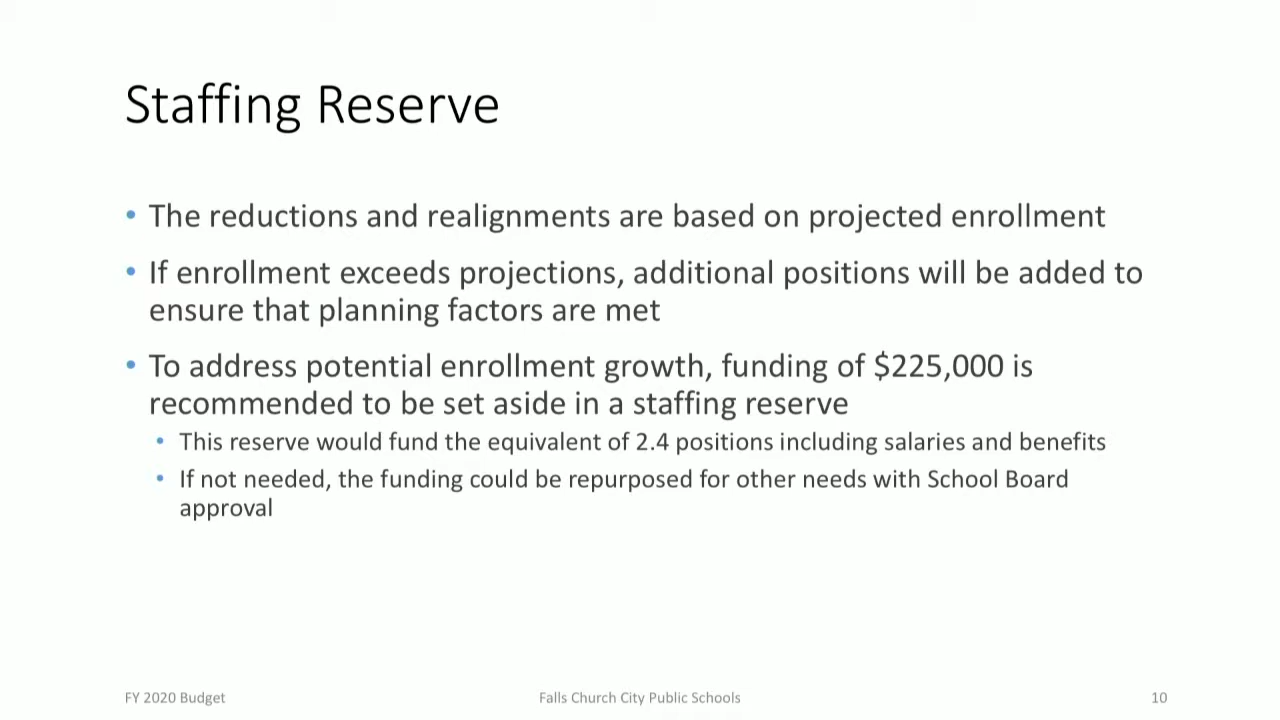 Staffing Reserve
• The reductions and realignments are based on projected enrollment
• If enrollment exceeds projections, additional positions will be added to
ensure that planning factors are met
• To address potential enrollment growth, funding of $225,000 is
recommended to be set aside in a staffing reserve
• This reserve would fund the equivalent of 2.4 positions including salaries and benefits
• If not needed, the funding could be repurposed for other needs with School Board
approval
FY 2020 Budget
Falls Church City Public Schools
10